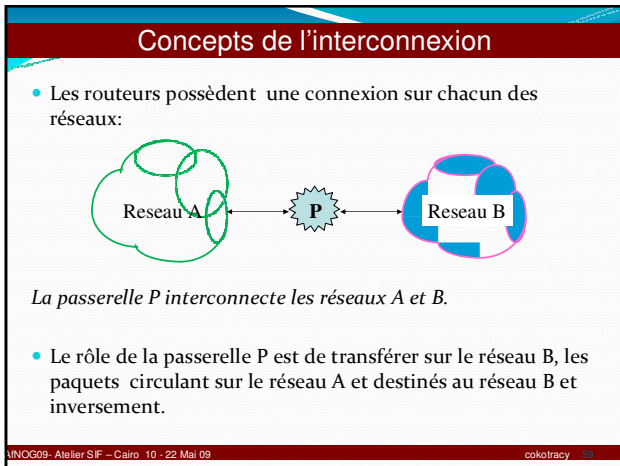 Concepts de l'interconnexion
• Les routeurs possèdent une connexion sur chacun des
réseaux:
Reseau A
P
Reseau B
La passerelle P interconnecte les réseaux A et B.
• Le rôle de la passerelle P est de transférer sur le réseau B, les
paquets circulant sur le réseau A et destinés au réseau B et
inversement.
AfNOG09- Atelier SIF – Cairo 10 - 22 Mai 09
cokotracy 59